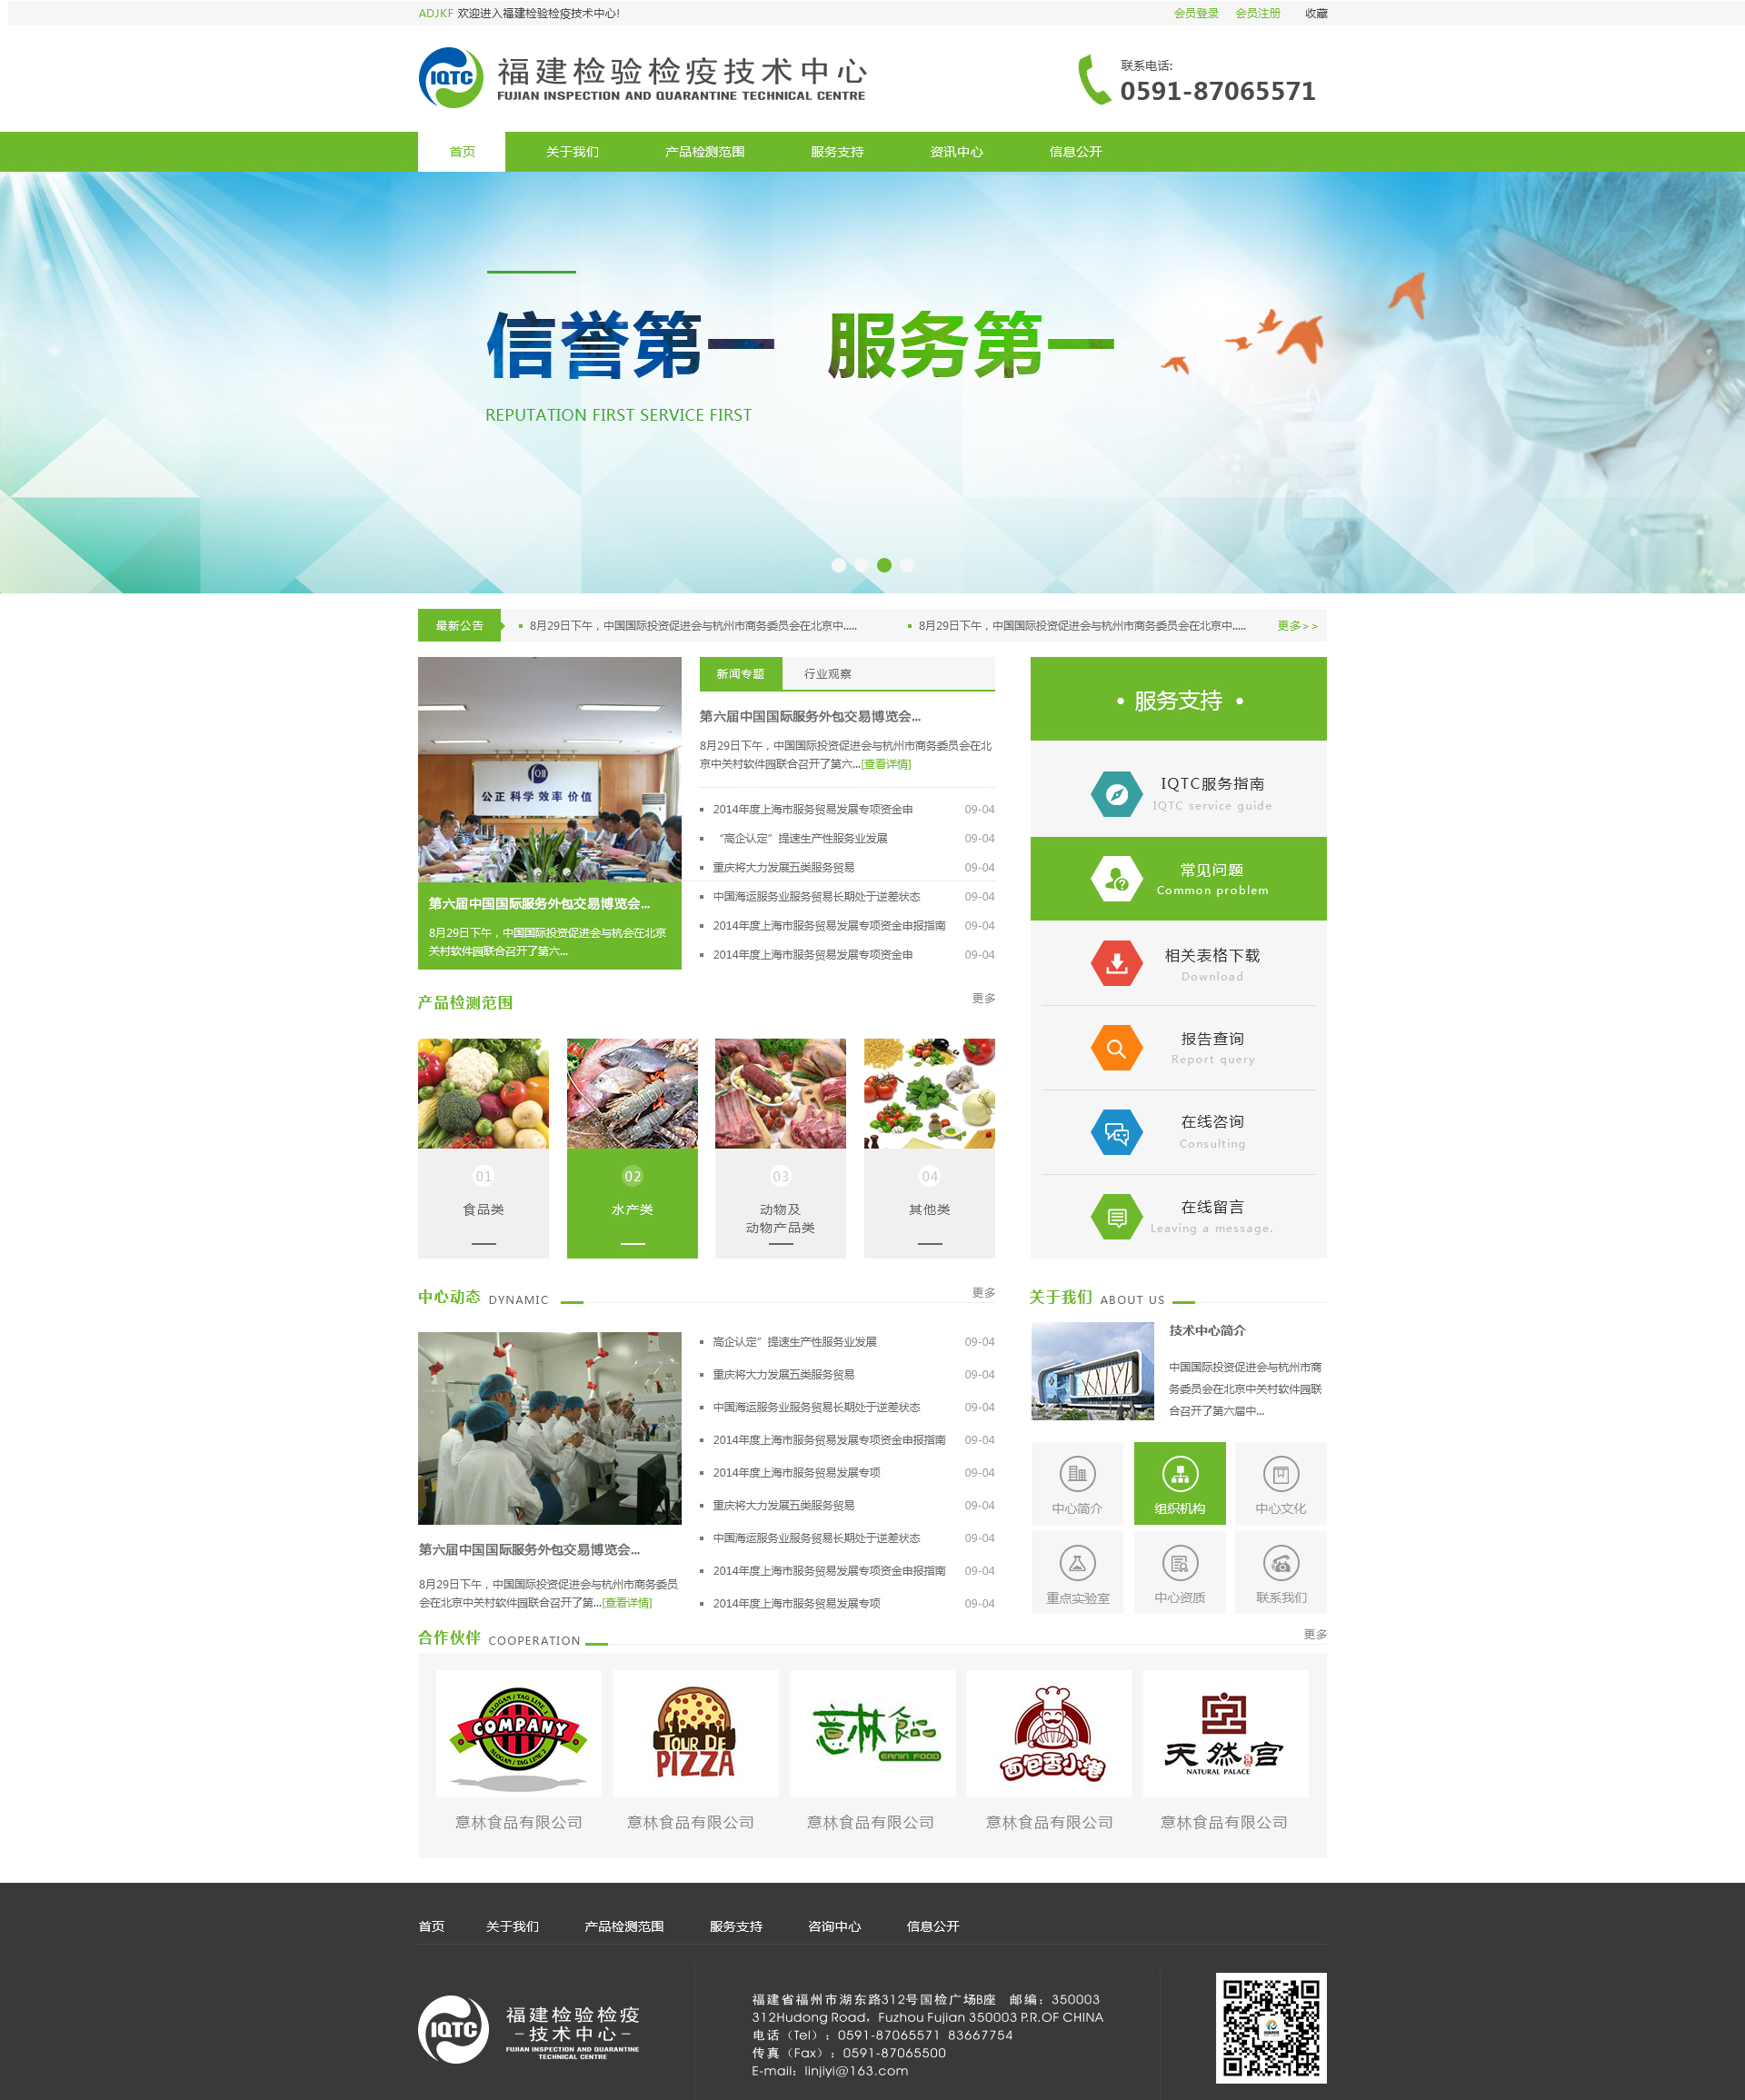 ADJKF 欢迎进入福建检验检疫技术中心!
会员登录 会员注册 收藏
IQTC
福建检验检疫技术中心
FUJIAN INSPECTION AND QUARANTINE TECHNICAL CENTRE
联系电话:
0591-87065571
首页 关于我们 产品检测范围 服务支持 资讯中心 信息公开
信誉第一 服务第一
REPUTATION FIRST SERVICE FIRST
最新公告
8月29日下午，中国国际投资促进会与杭州市商务委员会在北京中.....
8月29日下午，中国国际投资促进会与杭州市商务委员会在北京中.....
更多>>
公正 科学 效率 价值
第六届中国国际服务外包交易博览会...
8月29日下午，中国国际投资促进会与杭会在北京
关村软件园联合召开了第六...
新闻专题 行业观察
第六届中国国际服务外包交易博览会...
8月29日下午，中国国际投资促进会与杭州市商务委员会在北
京中关村软件园联合召开了第六...[查看详情]
2014年度上海市服务贸易发展专项资金申 09-04
“高企认定”提速生产性服务业发展 09-04
重庆将大力发展五类服务贸易 09-04
中国海运服务业服务贸易长期处于逆差状态 09-04
2014年度上海市服务贸易发展专项资金申报指南 09-04
2014年度上海市服务贸易发展专项资金申 09-04
• 服务支持 •
IQTC服务指南
IQTC service guide
常见问题
Common problem
相关表格下载
Download
报告查询
Report query
在线咨询
Consulting
在线留言
Leaving a message.
产品检测范围 更多
01
食品类
02
水产类
03
动物及
动物产品类
04
其他类
中心动态 DYNAMIC 更多
第六届中国国际服务外包交易博览会...
8月29日下午，中国国际投资促进会与杭州市商务委员
会在北京中关村软件园联合召开了第...[查看详情]
高企认定”提速生产性服务业发展 09-04
重庆将大力发展五类服务贸易 09-04
中国海运服务业服务贸易长期处于逆差状态 09-04
2014年度上海市服务贸易发展专项资金申报指南 09-04
2014年度上海市服务贸易发展专项 09-04
重庆将大力发展五类服务贸易 09-04
中国海运服务业服务贸易长期处于逆差状态 09-04
2014年度上海市服务贸易发展专项资金申报指南 09-04
2014年度上海市服务贸易发展专项 09-04
关于我们 ABOUT US
技术中心简介
中国国际投资促进会与杭州市商
务委员会在北京中关村软件园联
合召开了第六届中...
中心简介 组织机构 中心文化
重点实验室 中心资质 联系我们
合作伙伴 COOPERATION 更多
SLOGAN / TAG LINE 1
COMPANY
SLOGAN / TAG LINE 2
TOUR DE
PIZZA
意林食品
EANIN FOOD
面包香小卷
天然宫
NATURAL PALACE
意林食品有限公司 意林食品有限公司 意林食品有限公司 意林食品有限公司 意林食品有限公司
首页 关于我们 产品检测范围 服务支持 咨询中心 信息公开
IQTC
福建检验检疫
-技术中心-
FUJIAN INSPECTION AND QUARANTINE
TECHNICAL CENTRE
福建省福州市湖东路312号国检广场B座 邮编：350003
312Hudong Road，Fuzhou Fujian 350003 P.R.OF CHINA
电话（Tel）：0591-87065571 83667754
传真（Fax）：0591-87065500
E-mail：linjiyi@163.com